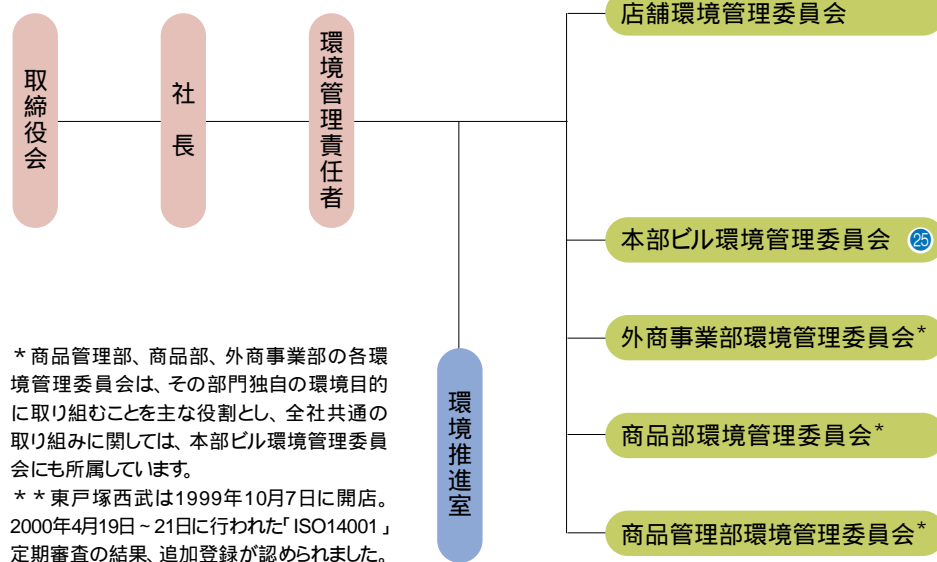 取締役会
社長
環境管理責任者
店舗環境管理委員会
本部ビル環境管理委員会 25
外商事業部環境管理委員会*
商品部環境管理委員会*
商品管理部環境管理委員会*
環境推進室
*商品管理部、商品部、外商事業部の各環
境管理委員会は、その部門独自の環境目的
に取り組むことを主な役割とし、全社共通の
取り組みに関しては、本部ビル環境管理委員
会にも所属しています。
**東戸塚西武は1999年10月7日に開店。
2000年4月19日~21日に行われた「ISO14001」
定期審査の結果、追加登録が認められました。